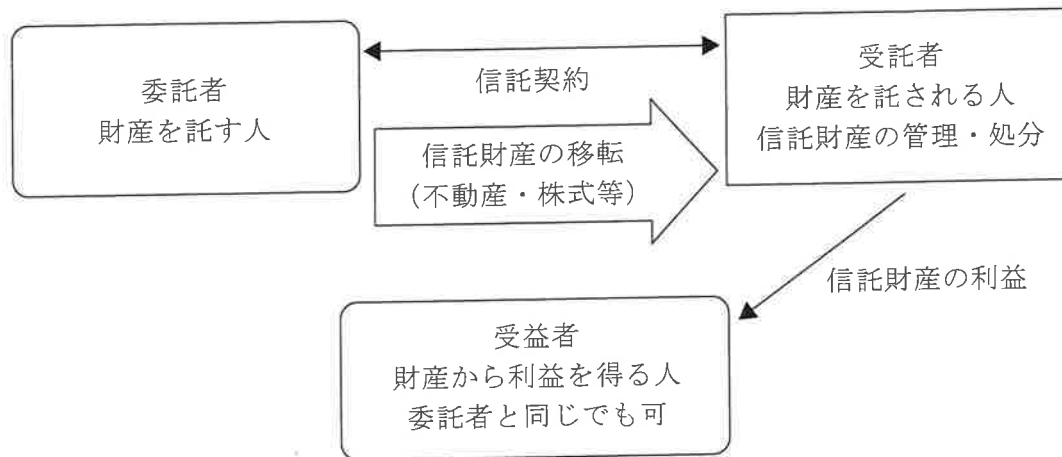 委託者
財産を託す人
信託契約
信託財産の移転
(不動産・株式等)
受託者
財産を託される人
信託財産の管理・処分
信託財産の利益
受益者
財産から利益を得る人
委託者と同じでも可